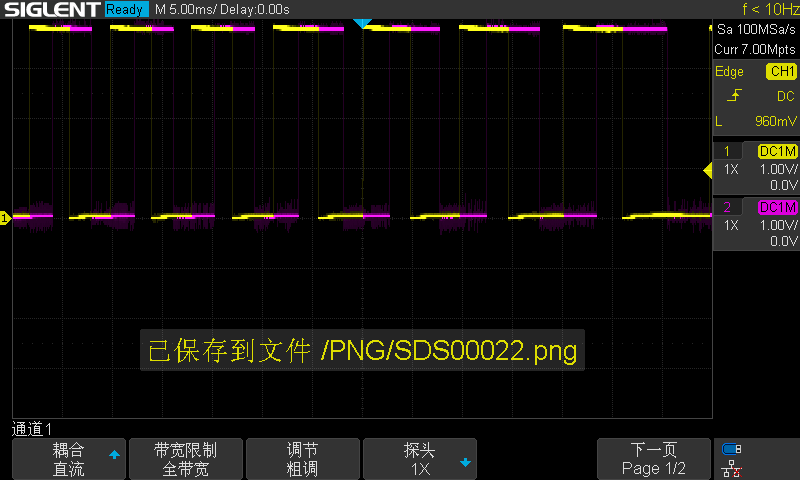 SIGLENT Ready M 5.00ms/ Delay:0.00s f < 10Hz
Sa 100MSa/s
Curr 7.00Mpts
Edge CH1
DC
L 960mV
1 DC1M
1X 1.00V/
0.0V
2 DC1M
1X 1.00V/
0.0V
1
已保存到文件 /PNG/SDS00022.png
通道1
耦合
直流
带宽限制
全带宽
调节
粗调
探头
1X
下一页
Page 1/2